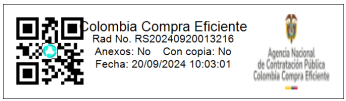 Colombia Compra Eficiente
Rad No. RS20240920013216
Anexos: No Con copia: No
Fecha: 20/09/2024 10:03:01
Agencia Nacional
de Contratación Pública
Colombia Compra Eficiente